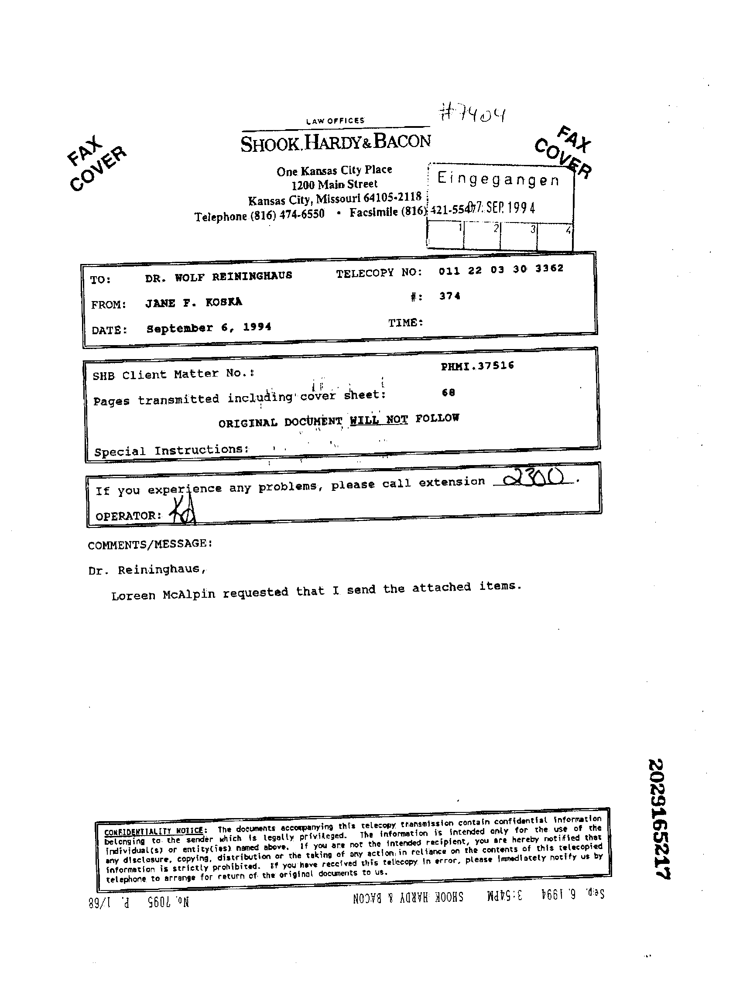 #7404
LAW OFFICES
SHOOK, HARDY & BACON
FAX COVER
FAX COVER
One Kansas City Place
1200 Main Street
Kansas City, Missouri 64105-2118
Telephone (816) 474-6550 • Facsimile (816) 421-5547
Eingegangen
07. SEP. 1994
1 2 3 4
TO: DR. WOLF REININGHAUS TELECOPY NO: 011 22 03 30 3362
FROM: JANE F. KOSKA #: 374
DATE: September 6, 1994 TIME:
SHB Client Matter No.: PHMI.37516
Pages transmitted including cover sheet: 68
ORIGINAL DOCUMENT WILL NOT FOLLOW
Special Instructions:
If you experience any problems, please call extension 2300.
OPERATOR: Kd
COMMENTS/MESSAGE:
Dr. Reininghaus,
Loreen McAlpin requested that I send the attached items.
2029165217
CONFIDENTIALITY NOTICE: The documents accompanying this telecopy transmission contain confidential information
belonging to the sender which is legally privileged. The information is intended only for the use of the
individual(s) or entity(ies) named above. If you are not the intended recipient, you are hereby notified that
any disclosure, copying, distribution or the taking of any action in reliance on the contents of this telecopied
information is strictly prohibited. If you have received this telecopy in error, please immediately notify us by
telephone to arrange for return of the original documents to us.
Sep. 6. 1994 3:54PM SHOOK HARDY & BACON No. 7095 P. 1/68